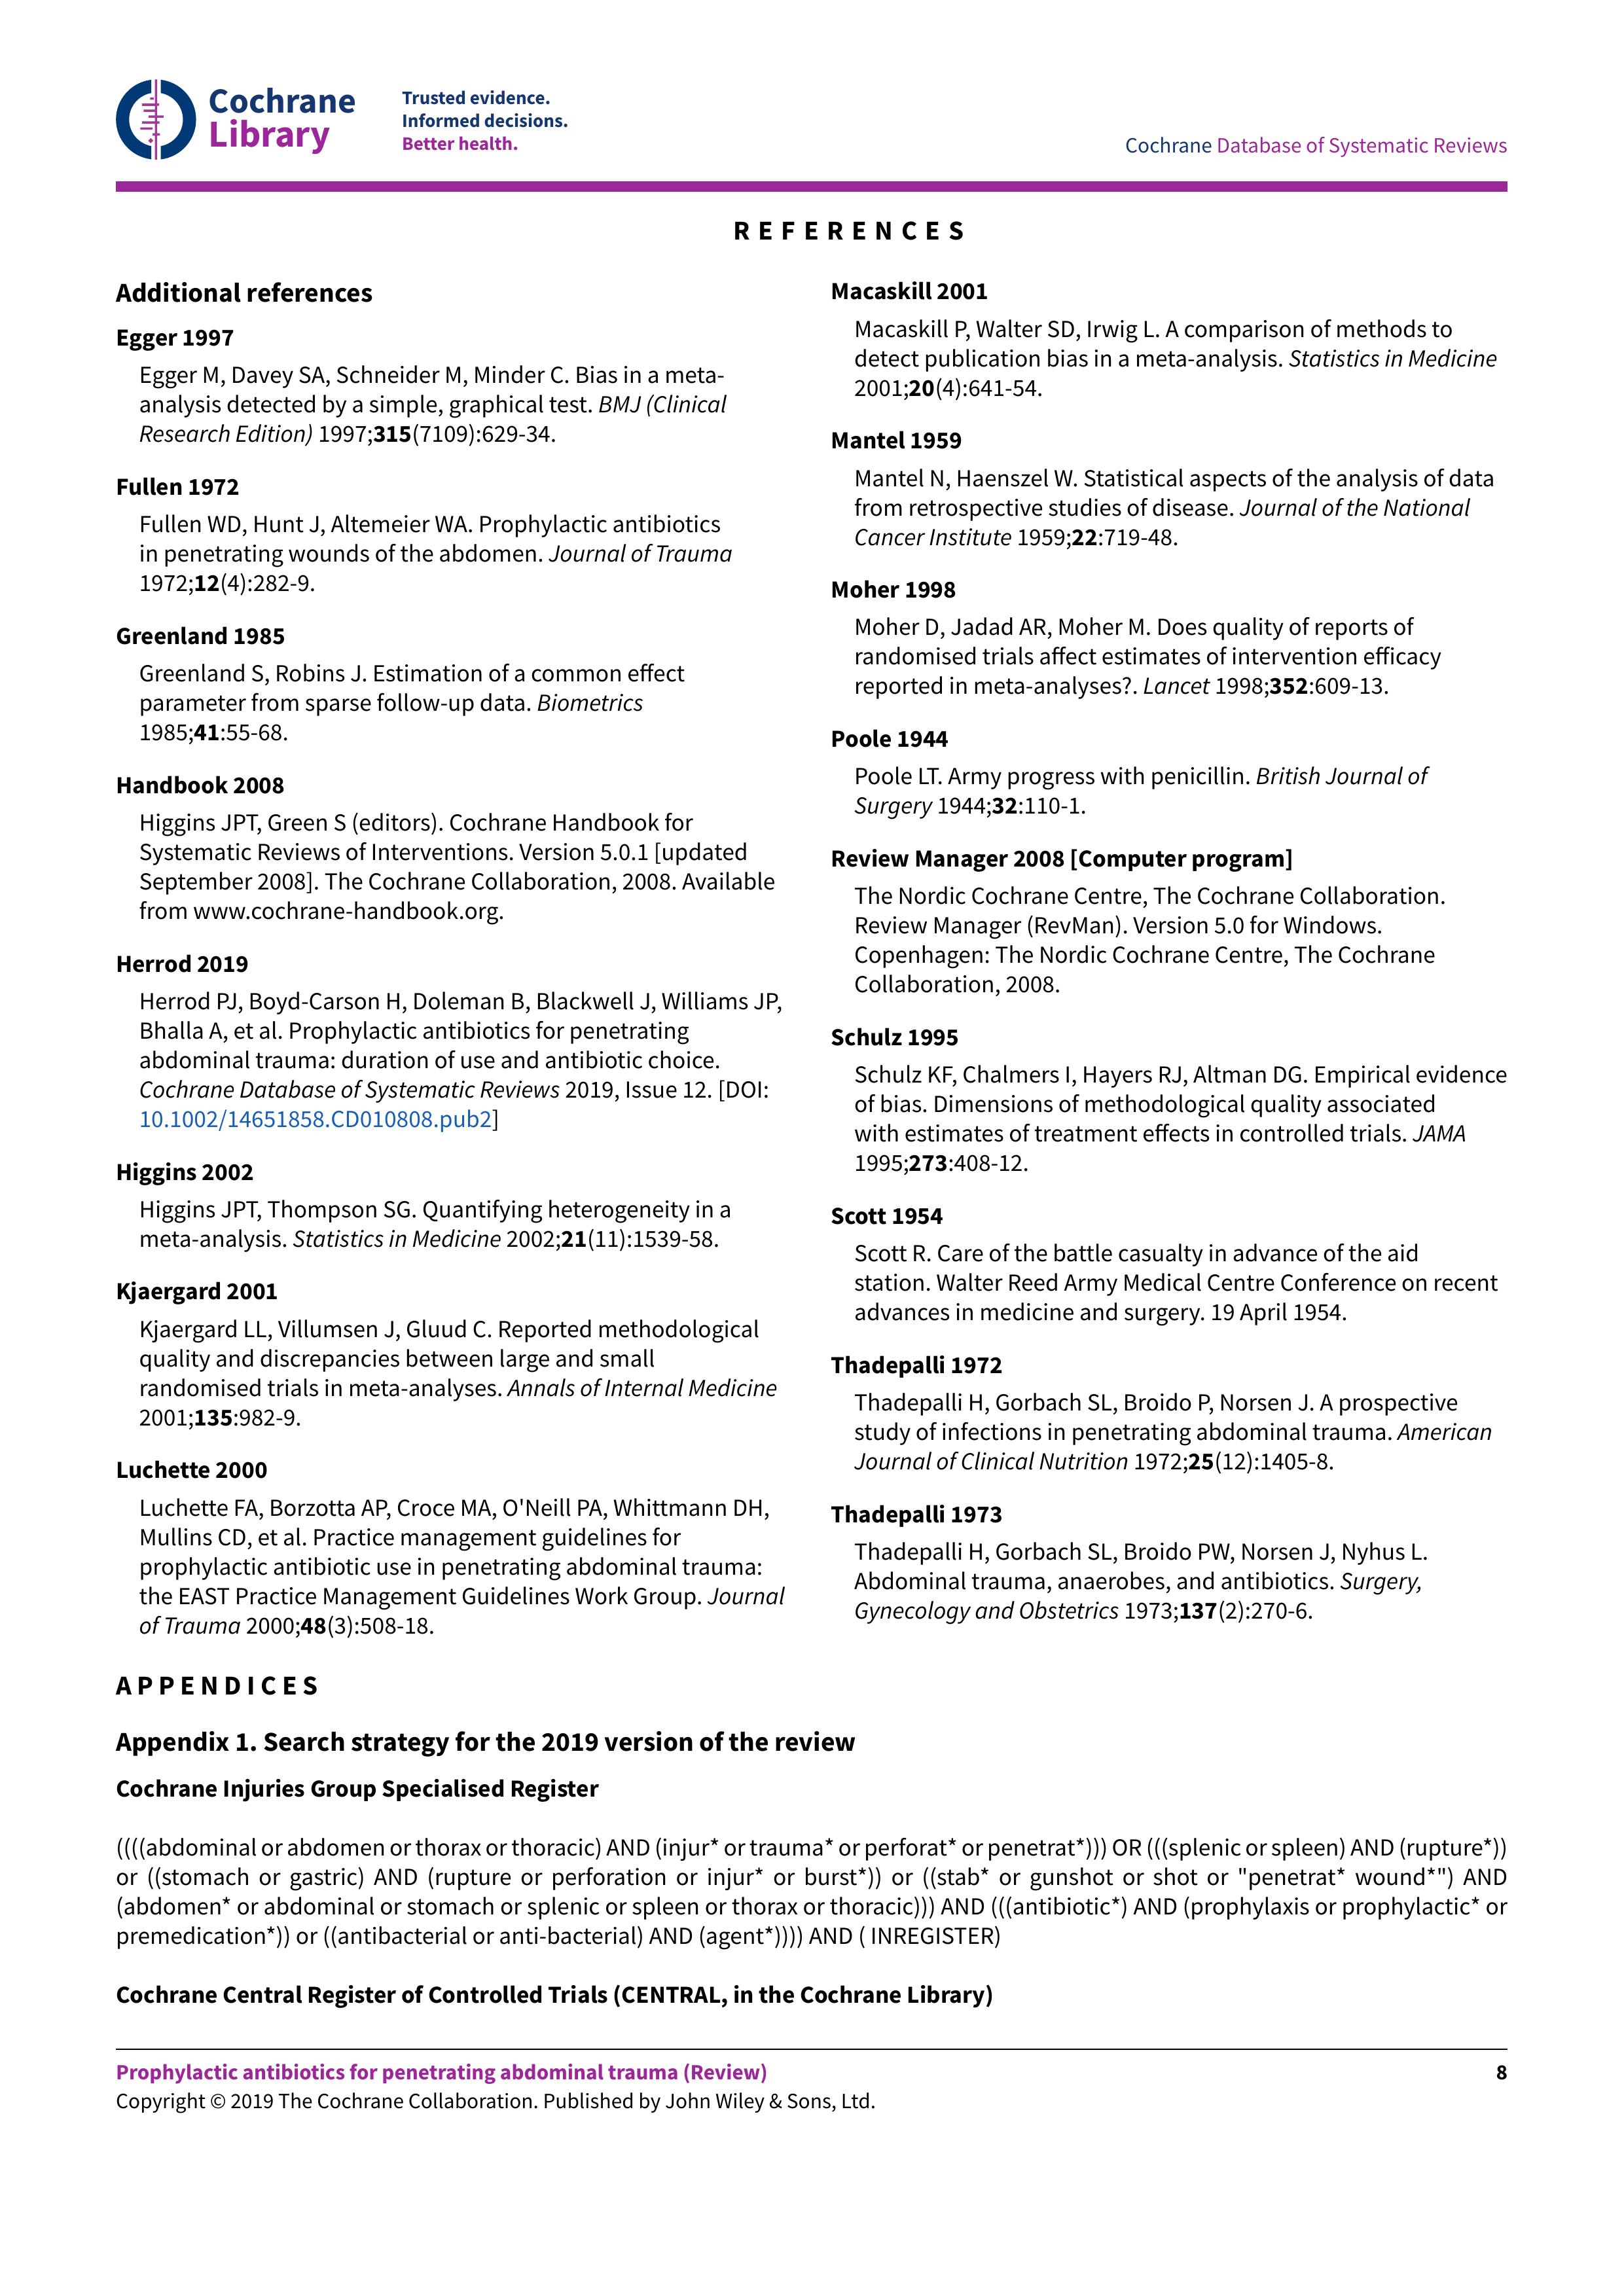 Cochrane
Library
Trusted evidence.
Informed decisions.
Better health.
Cochrane Database of Systematic Reviews
REFERENCES
Additional references
Egger 1997
Egger M, Davey SA, Schneider M, Minder C. Bias in a meta-
analysis detected by a simple, graphical test. BMJ (Clinical
Research Edition) 1997;315(7109):629-34.
Fullen 1972
Fullen WD, Hunt J, Altemeier WA. Prophylactic antibiotics
in penetrating wounds of the abdomen. Journal of Trauma
1972;12(4):282-9.
Greenland 1985
Greenland S, Robins J. Estimation of a common effect
parameter from sparse follow-up data. Biometrics
1985;41:55-68.
Handbook 2008
Higgins JPT, Green S (editors). Cochrane Handbook for
Systematic Reviews of Interventions. Version 5.0.1 [updated
September 2008]. The Cochrane Collaboration, 2008. Available
from www.cochrane-handbook.org.
Herrod 2019
Herrod PJ, Boyd-Carson H, Doleman B, Blackwell J, Williams JP,
Bhalla A, et al. Prophylactic antibiotics for penetrating
abdominal trauma: duration of use and antibiotic choice.
Cochrane Database of Systematic Reviews 2019, Issue 12. [DOI:
10.1002/14651858.CD010808.pub2]
Higgins 2002
Higgins JPT, Thompson SG. Quantifying heterogeneity in a
meta-analysis. Statistics in Medicine 2002;21(11):1539-58.
Kjaergard 2001
Kjaergard LL, Villumsen J, Gluud C. Reported methodological
quality and discrepancies between large and small
randomised trials in meta-analyses. Annals of Internal Medicine
2001;135:982-9.
Luchette 2000
Luchette FA, Borzotta AP, Croce MA, O'Neill PA, Whittmann DH,
Mullins CD, et al. Practice management guidelines for
prophylactic antibiotic use in penetrating abdominal trauma:
the EAST Practice Management Guidelines Work Group. Journal
of Trauma 2000;48(3):508-18.
Macaskill 2001
Macaskill P, Walter SD, Irwig L. A comparison of methods to
detect publication bias in a meta-analysis. Statistics in Medicine
2001;20(4):641-54.
Mantel 1959
Mantel N, Haenszel W. Statistical aspects of the analysis of data
from retrospective studies of disease. Journal of the National
Cancer Institute 1959;22:719-48.
Moher 1998
Moher D, Jadad AR, Moher M. Does quality of reports of
randomised trials affect estimates of intervention efficacy
reported in meta-analyses?. Lancet 1998;352:609-13.
Poole 1944
Poole LT. Army progress with penicillin. British Journal of
Surgery 1944;32:110-1.
Review Manager 2008 [Computer program]
The Nordic Cochrane Centre, The Cochrane Collaboration.
Review Manager (RevMan). Version 5.0 for Windows.
Copenhagen: The Nordic Cochrane Centre, The Cochrane
Collaboration, 2008.
Schulz 1995
Schulz KF, Chalmers I, Hayers RJ, Altman DG. Empirical evidence
of bias. Dimensions of methodological quality associated
with estimates of treatment effects in controlled trials. JAMA
1995;273:408-12.
Scott 1954
Scott R. Care of the battle casualty in advance of the aid
station. Walter Reed Army Medical Centre Conference on recent
advances in medicine and surgery. 19 April 1954.
Thadepalli 1972
Thadepalli H, Gorbach SL, Broido P, Norsen J. A prospective
study of infections in penetrating abdominal trauma. American
Journal of Clinical Nutrition 1972;25(12):1405-8.
Thadepalli 1973
Thadepalli H, Gorbach SL, Broido PW, Norsen J, Nyhus L.
Abdominal trauma, anaerobes, and antibiotics. Surgery,
Gynecology and Obstetrics 1973;137(2):270-6.
APPENDICES
Appendix 1. Search strategy for the 2019 version of the review
Cochrane Injuries Group Specialised Register
((((abdominal or abdomen or thorax or thoracic) AND (injur* or trauma* or perforat* or penetrat*))) OR (((splenic or spleen) AND (rupture*))
or ((stomach or gastric) AND (rupture or perforation or injur* or burst*)) or ((stab* or gunshot or shot or "penetrat* wound*") AND
(abdomen* or abdominal or stomach or splenic or spleen or thorax or thoracic))) AND (((antibiotic*) AND (prophylaxis or prophylactic* or
premedication*)) or ((antibacterial or anti-bacterial) AND (agent*)))) AND ( INREGISTER)
Cochrane Central Register of Controlled Trials (CENTRAL, in the Cochrane Library)
Prophylactic antibiotics for penetrating abdominal trauma (Review)
8
Copyright © 2019 The Cochrane Collaboration. Published by John Wiley & Sons, Ltd.